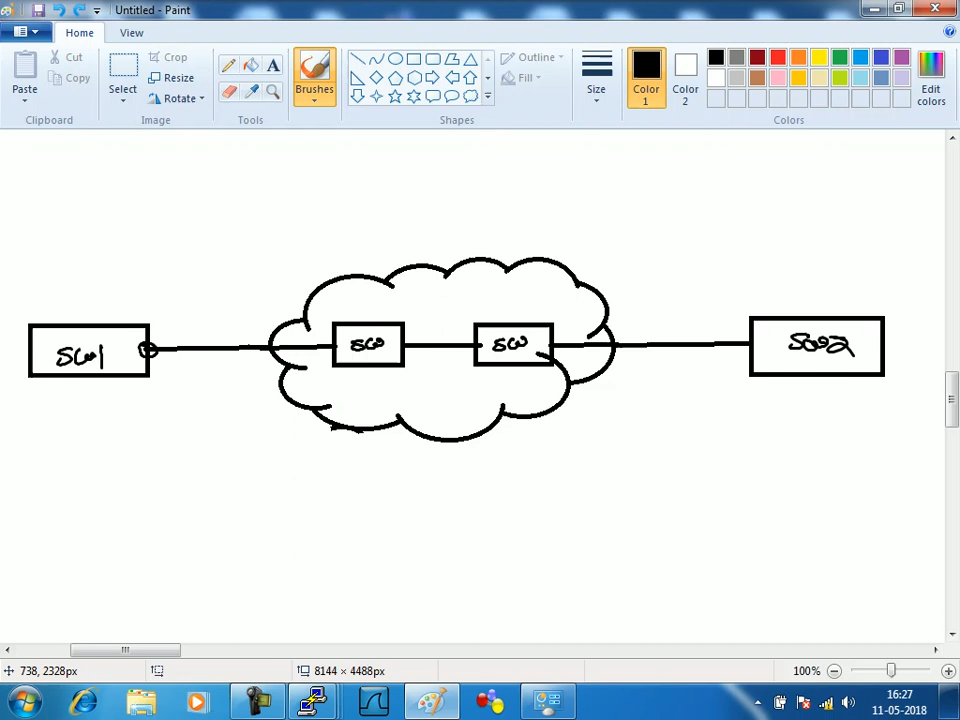 Untitled - Paint
Home
View
Paste
Cut
Copy
Clipboard
Select
Crop
Resize
Rotate
Image
A
Tools
Brushes
Outline
Fill
Shapes
Size
Color 1
Color 2
Edit colors
Colors
SW1
SW
SW
SW2
738, 2328px
8144 × 4488px
100%
16:27
11-05-2018